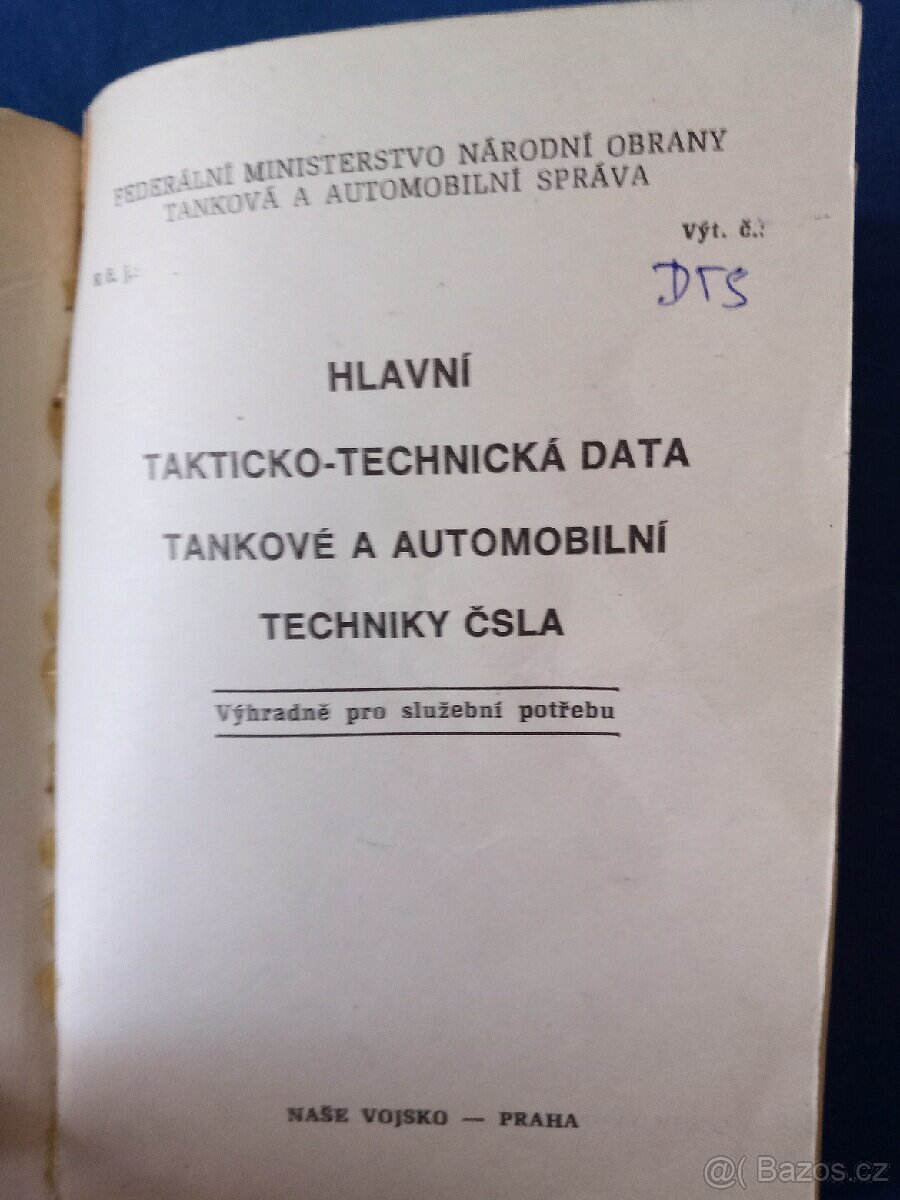 FEDERÁLNÍ MINISTERSTVO NÁRODNÍ OBRANY
TANKOVÁ A AUTOMOBILNÍ SPRÁVA
Výt. č.:
č. j.:
DTS
HLAVNÍ
TAKTICKO-TECHNICKÁ DATA
TANKOVÉ A AUTOMOBILNÍ
TECHNIKY ČSLA
Výhradně pro služební potřebu
NAŠE VOJSKO — PRAHA
@( Bazos.cz